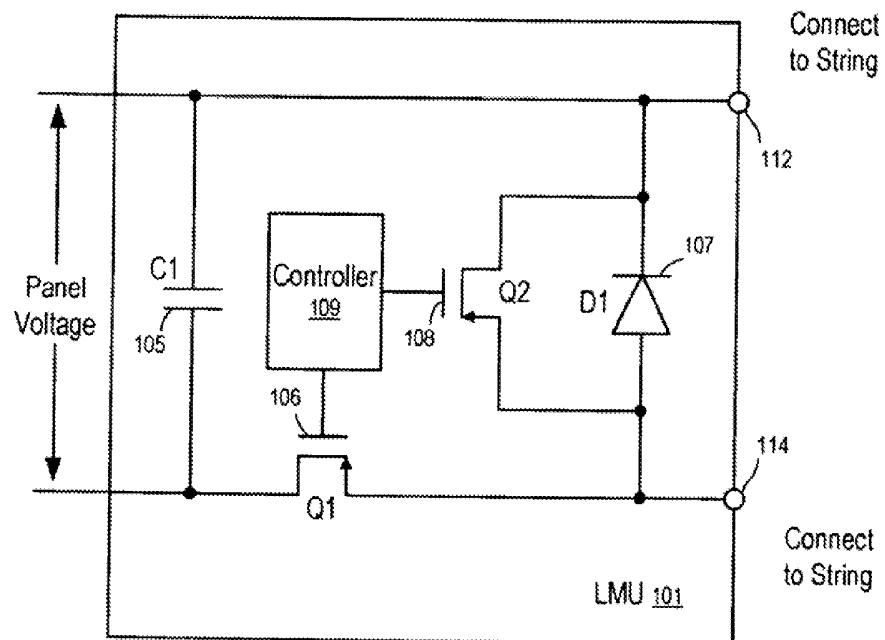 Connect
to String
112
C1
Controller
109
107
Panel
Voltage
105
108
Q2
D1
106
114
Q1
Connect
to String
LMU 101